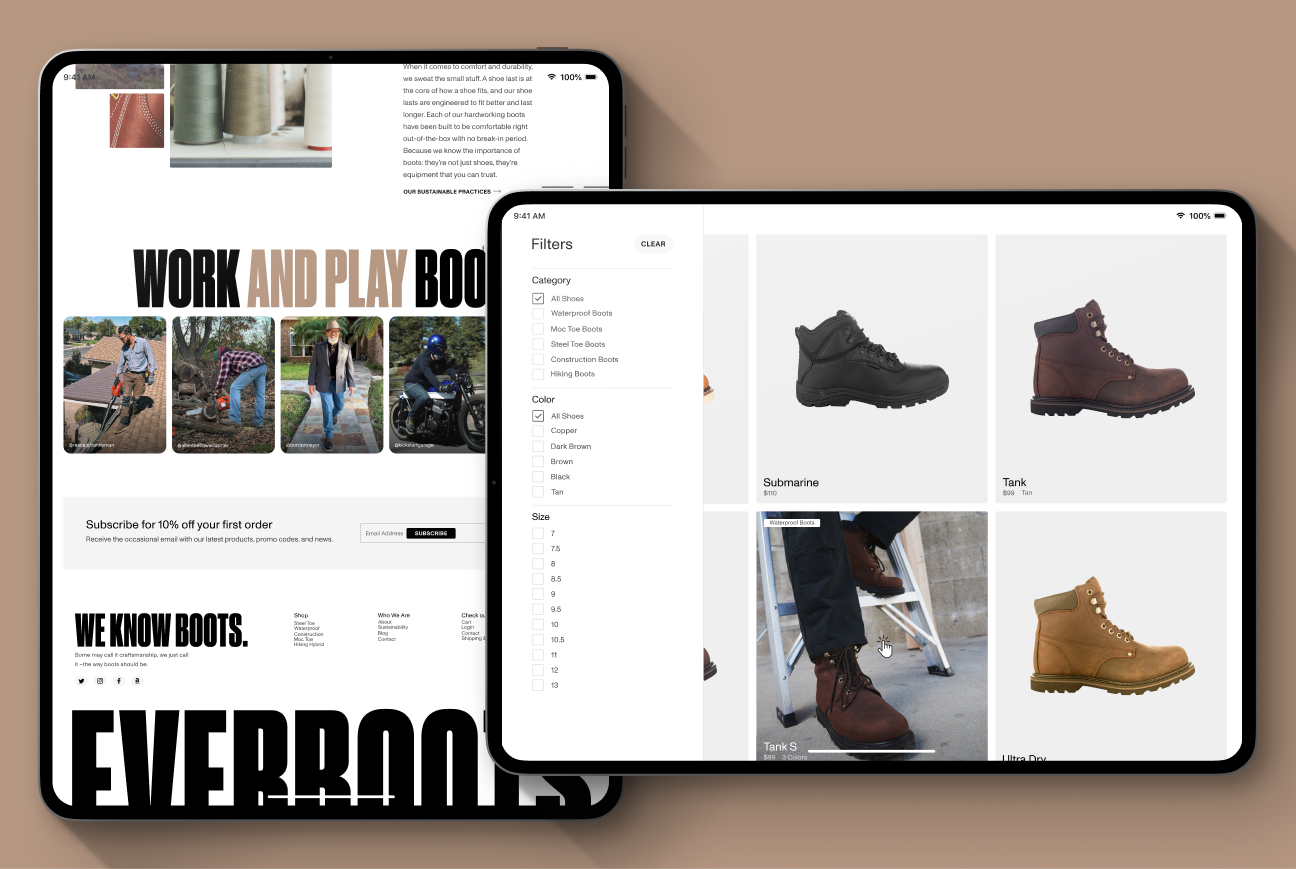 9:41 AM
100%
When it comes to comfort and durability,
we sweat the small stuff. A shoe last is at
the core of how a shoe fits, and our shoe
lasts are engineered to fit better and last
longer. Each of our hardworking boots
have been built to be comfortable right
out-of-the-box with no break-in period.
Because we know the importance of
boots: they're not just shoes, they're
equipment that you can trust.
OUR SUSTAINABLE PRACTICES →
WORK AND PLAY BOO
@kickstartgarage
Subscribe for 10% off your first order
Receive the occasional email with our latest products, promo codes, and news.
Email Address
SUBSCRIBE
WE KNOW BOOTS.
Some may call it craftsmanship, we just call
it –the way boots should be.
Shop
Steel Toe
Waterproof
Construction
Moc Toe
Hiking Hybrid
Who We Are
About
Sustainability
Blog
Contact
Check ou
Cart
Login
Contact
Shipping &
EVERBOOTS
9:41 AM
100%
Filters
CLEAR
Category
All Shoes
Waterproof Boots
Moc Toe Boots
Steel Toe Boots
Construction Boots
Hiking Boots
Color
All Shoes
Copper
Dark Brown
Brown
Black
Tan
Size
7
7.5
8
8.5
9
9.5
10
10.5
11
12
13
Submarine
$110
Tank
$99 Tan
Waterproof Boots
Tank S
$99 3 Colors
Ultra Dry